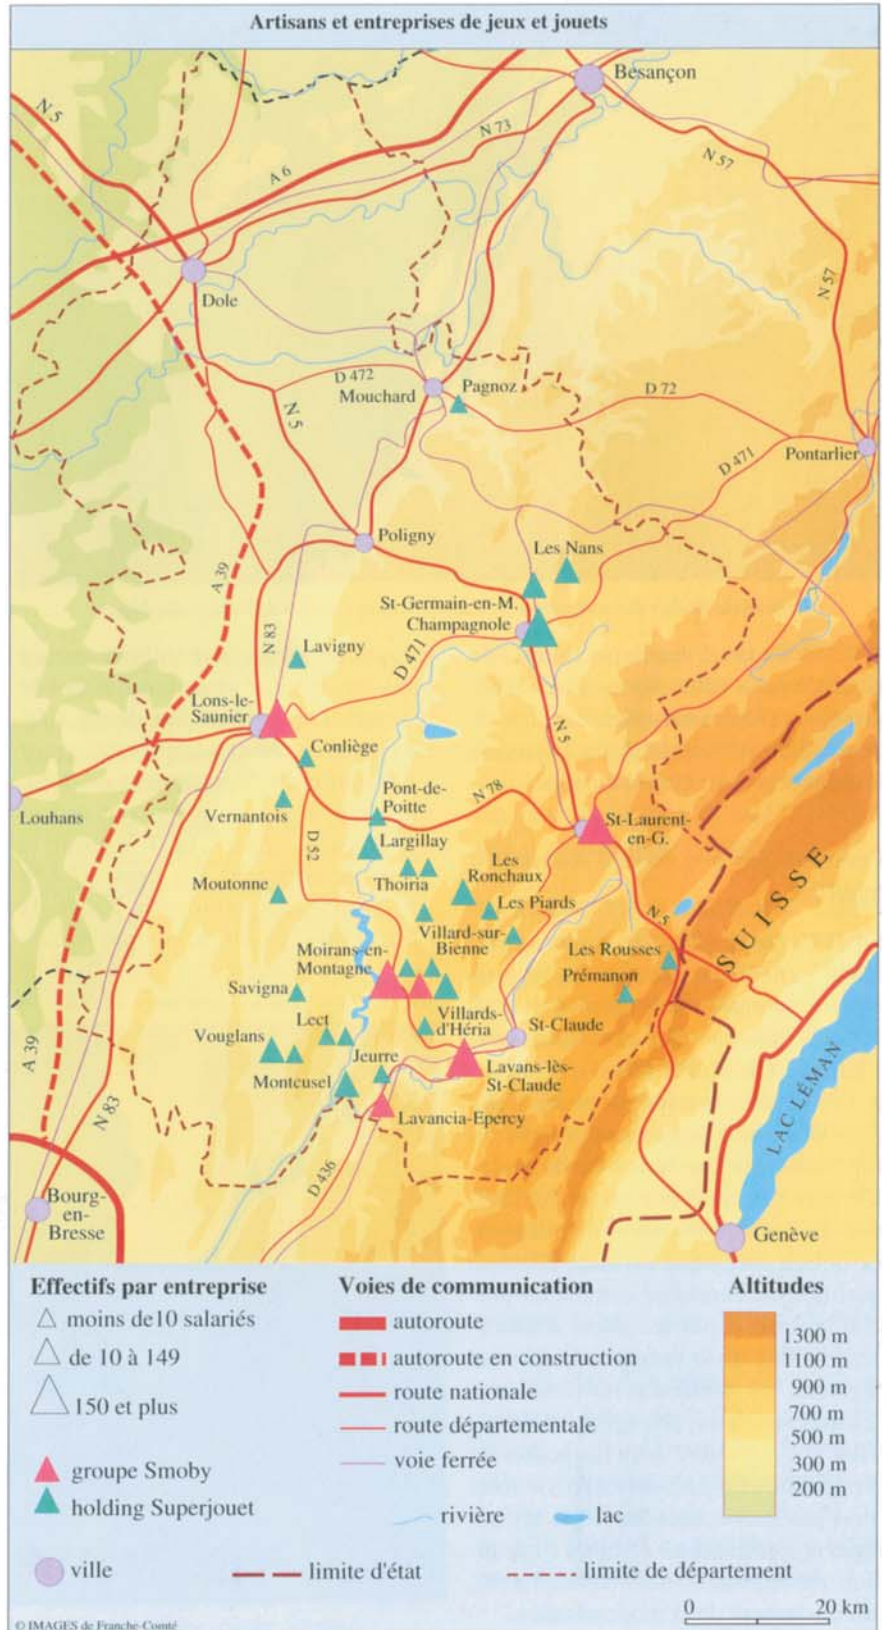 Artisans et entreprises de jeux et jouets
Besançon
N 5
N 73
A 6
N 57
N 57
Dole
D 472
Mouchard
Pagnoz
D 72
N 5
D 471
Pontarlier
Poligny
Les Nans
A 39
St-Germain-en-M.
Champagnole
N 83
Lavigny
D 471
Lons-le-
Saunier
N 5
Conliège
Pont-de-
Poitte
N 78
Louhans
Vernantois
St-Laurent-
en-G.
D 52
Largillay
Les
Ronchaux
Thoiria
Moutonne
Les Piards
SUISSE
N 5
Villard-sur-
Bienne
Moirans-en-
Montagne
Les Rousses
Prémanon
Savigna
Villards-
d'Héria
St-Claude
Lect
Vouglans
Jeurre
A 39
Lavans-lès-
St-Claude
Montcusel
N 83
Lavancia-Epercy
LAC LÉMAN
D 436
Bourg-
en-
Bresse
Genève
Effectifs par entreprise
moins de10 salariés
de 10 à 149
150 et plus
groupe Smoby
holding Superjouet
Voies de communication
autoroute
autoroute en construction
route nationale
route départementale
voie ferrée
rivière
lac
Altitudes
1300 m
1100 m
900 m
700 m
500 m
300 m
200 m
ville
limite d'état
limite de département
0 20 km
© IMAGES de Franche-Comté